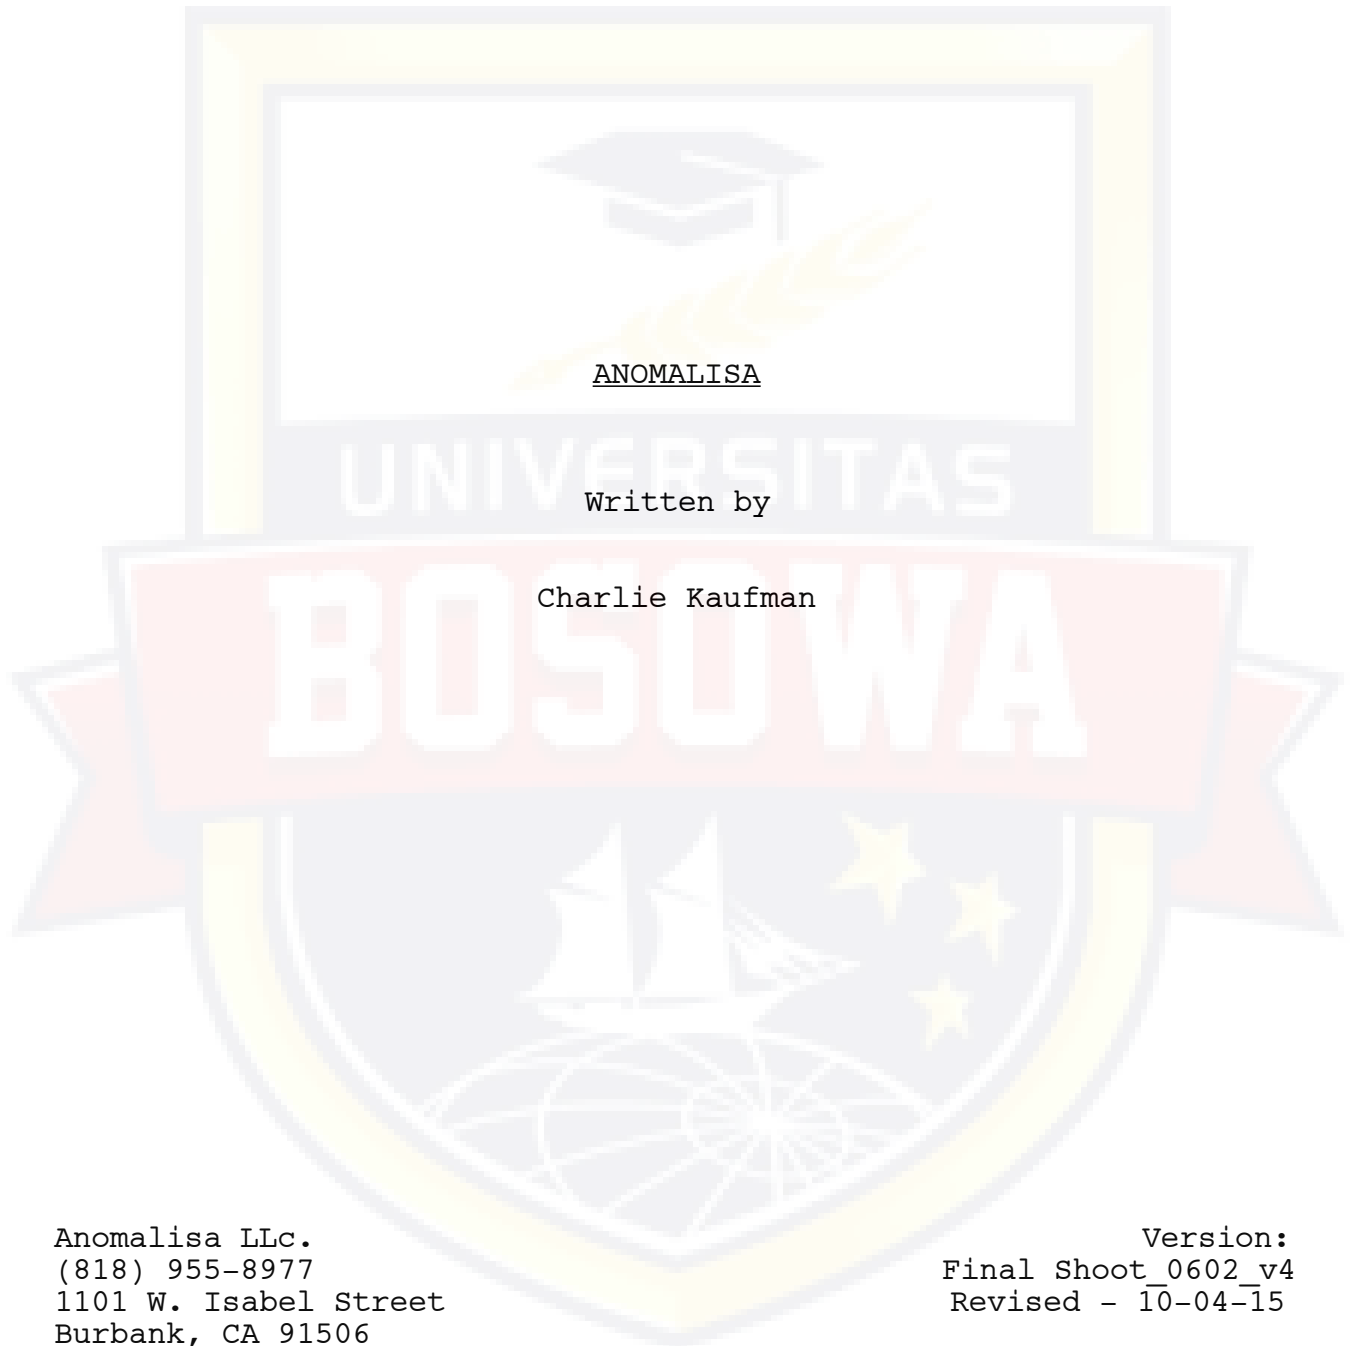 ANOMALISA
UNIVERSITAS
Written by
BOSOWA
Charlie Kaufman
Anomalisa LLc.
(818) 955-8977
1101 W. Isabel Street
Burbank, CA 91506
Version:
Final Shoot_0602_v4
Revised - 10-04-15